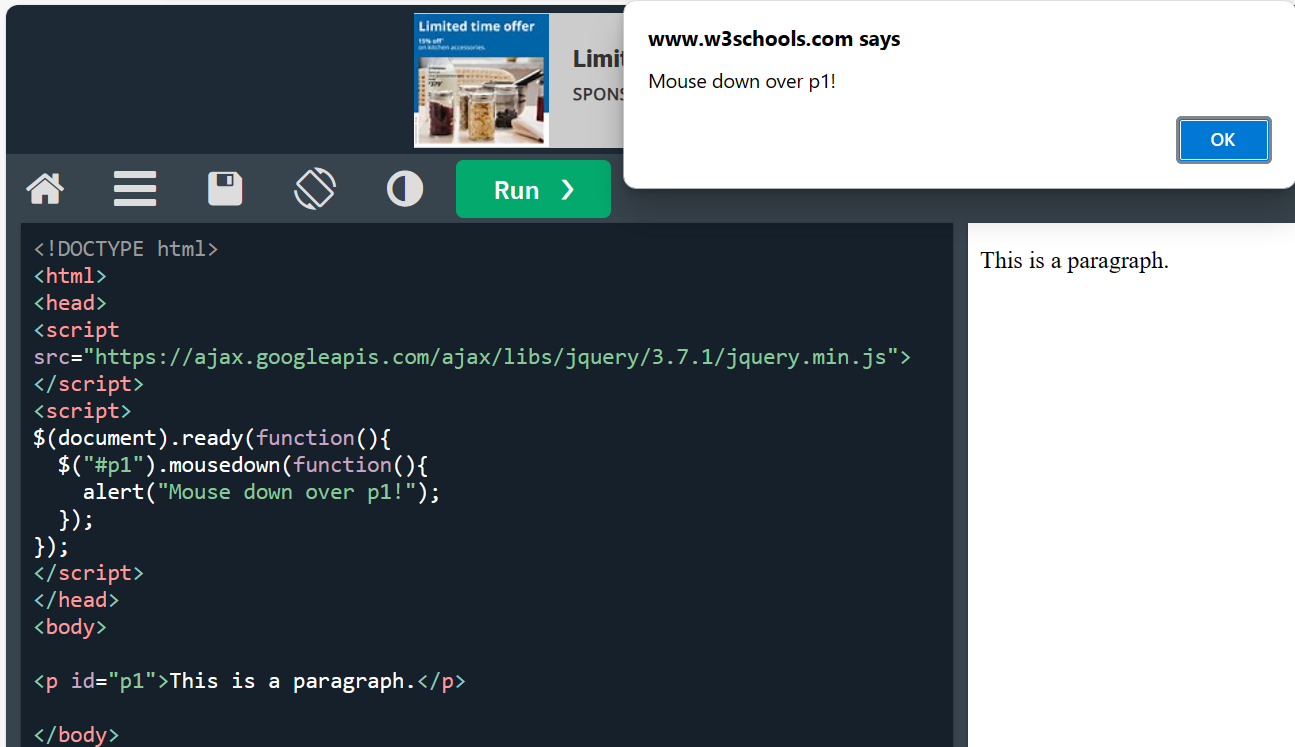 Limited time offer
15% off*
on kitchen accessories.
www.w3schools.com says
Mouse down over p1!
OK
Run ❯
<!DOCTYPE html>
<html>
<head>
<script
src="https://ajax.googleapis.com/ajax/libs/jquery/3.7.1/jquery.min.js">
</script>
<script>
$(document).ready(function(){
  $("#p1").mousedown(function(){
    alert("Mouse down over p1!");
  });
});
</script>
</head>
<body>
<p id="p1">This is a paragraph.</p>
</body>
This is a paragraph.